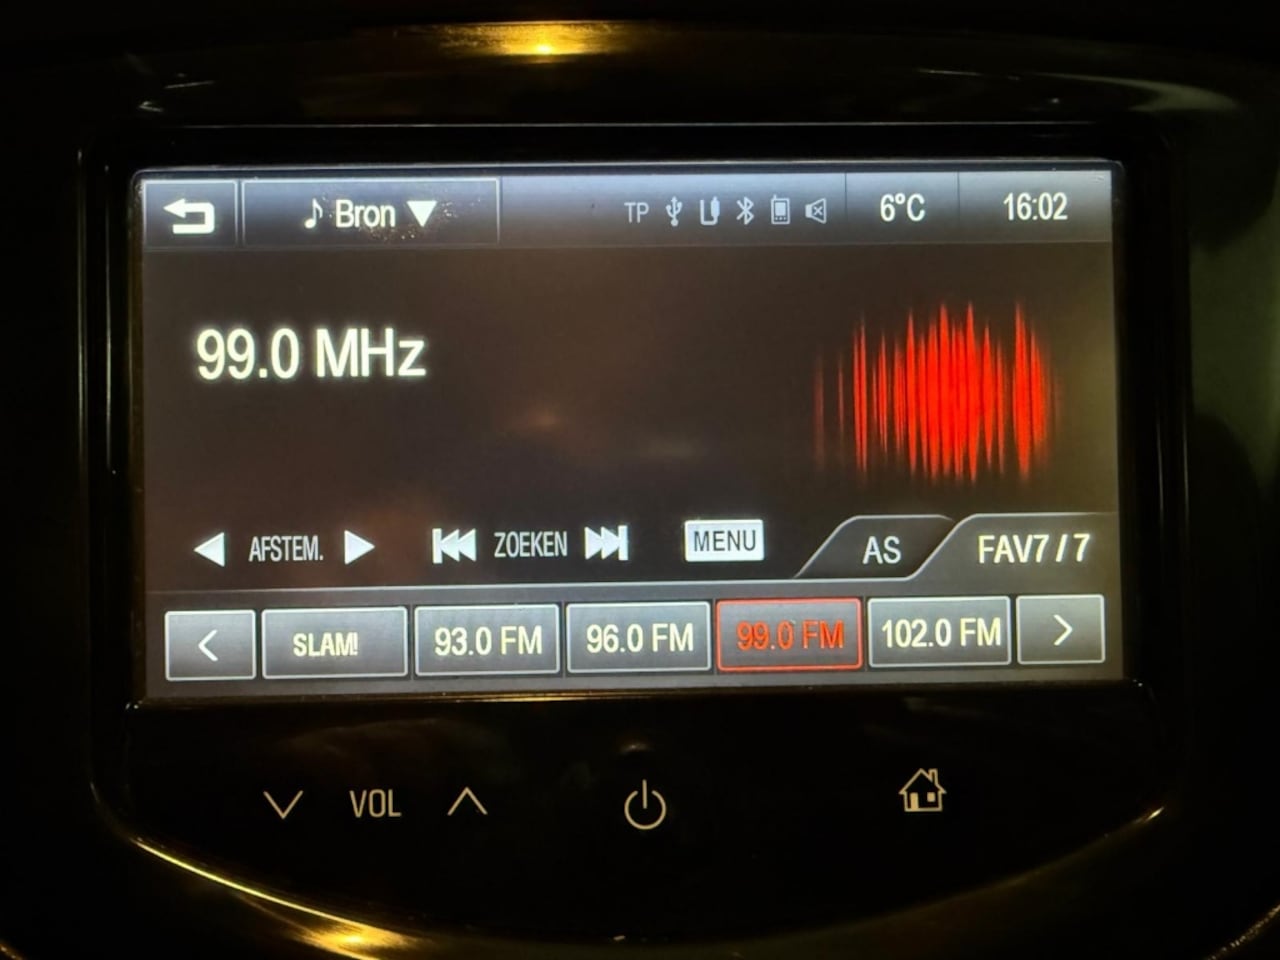 Bron TP 6°C 16:02
99.0 MHz
AFSTEM. ZOEKEN MENU AS FAV7/7
SLAM! 93.0 FM 96.0 FM 99.0 FM 102.0 FM
VOL